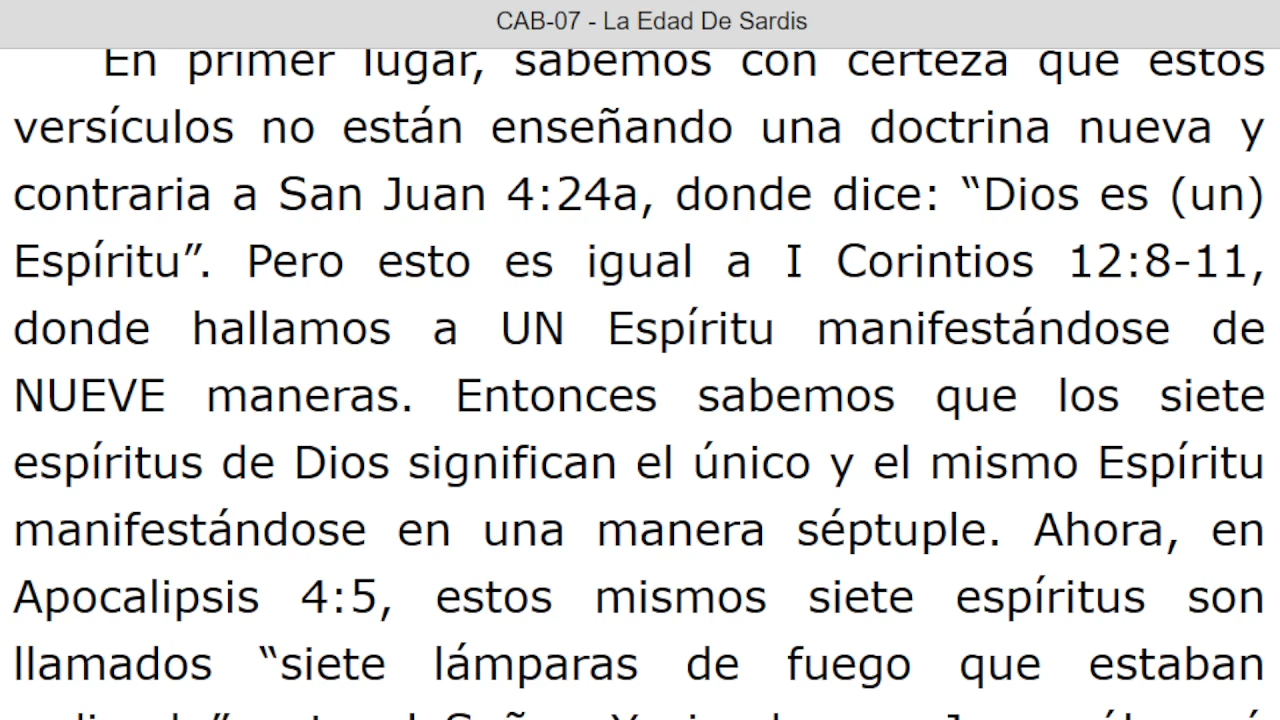 CAB-07 - La Edad De Sardis
En primer lugar, sabemos con certeza que estos
versículos no están enseñando una doctrina nueva y
contraria a San Juan 4:24a, donde dice: “Dios es (un)
Espíritu”. Pero esto es igual a I Corintios 12:8-11,
donde hallamos a UN Espíritu manifestándose de
NUEVE maneras. Entonces sabemos que los siete
espíritus de Dios significan el único y el mismo Espíritu
manifestándose en una manera séptuple. Ahora, en
Apocalipsis 4:5, estos mismos siete espíritus son
llamados “siete lámparas de fuego que estaban